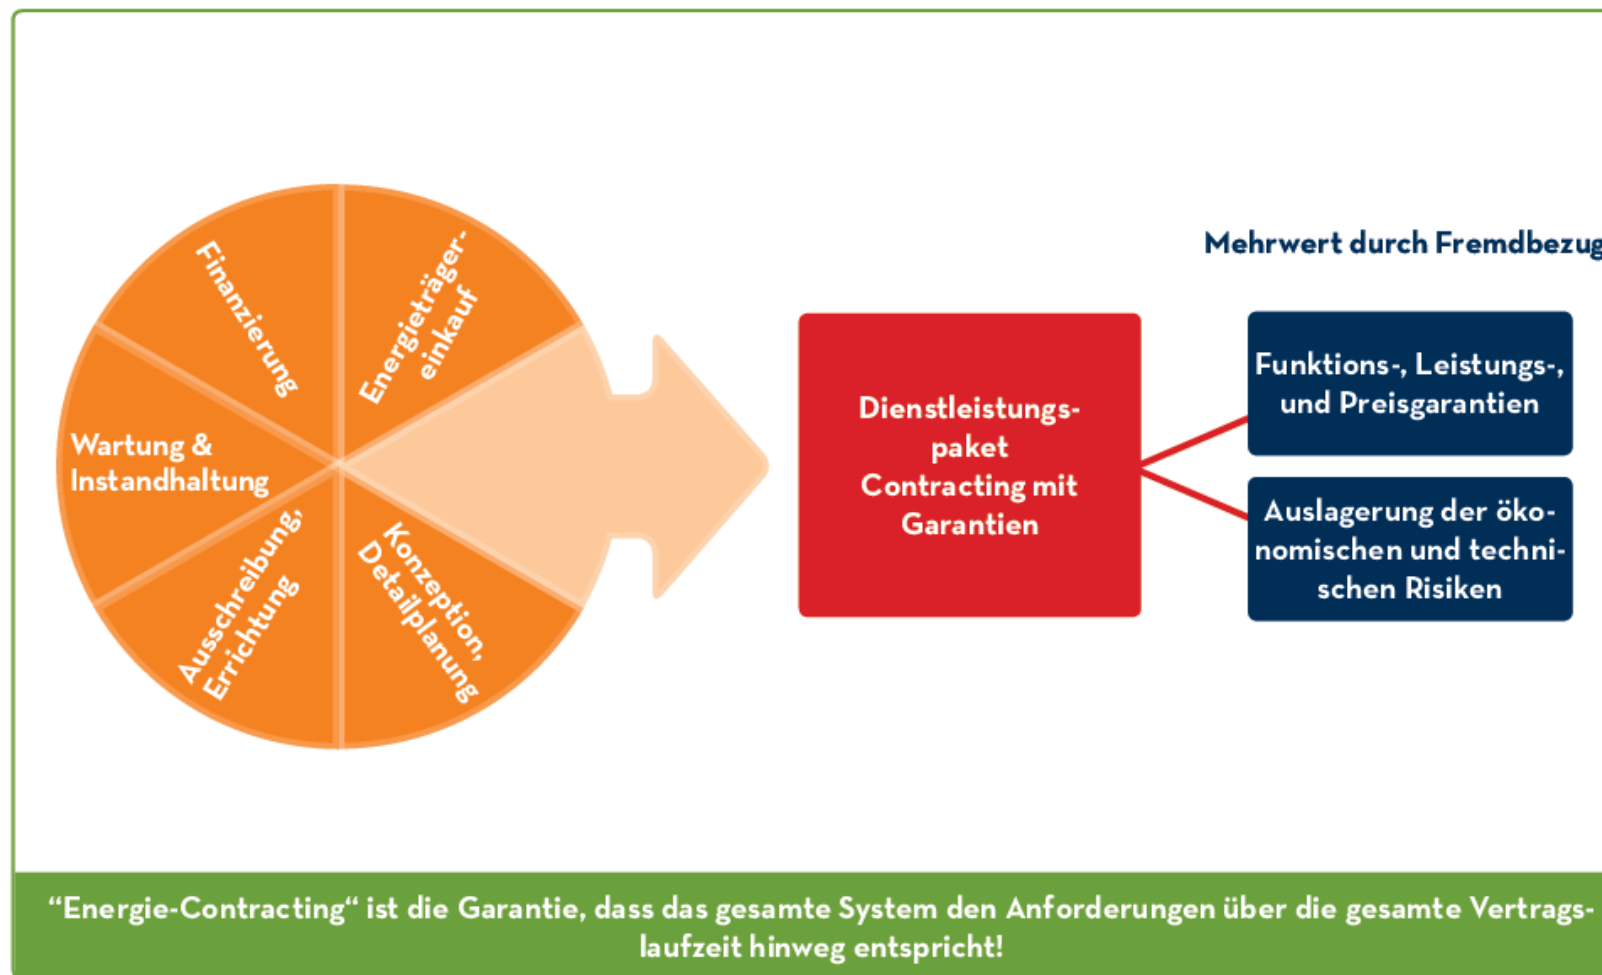 Finanzierung
Energieträger-
einkauf
Wartung &
Instandhaltung
Ausschreibung,
Errichtung
Konzeption,
Detailplanung
Dienstleistungs-
paket
Contracting mit
Garantien
Mehrwert durch Fremdbezug
Funktions-, Leistungs-,
und Preisgarantien
Auslagerung der öko-
nomischen und techni-
schen Risiken
“Energie-Contracting“ ist die Garantie, dass das gesamte System den Anforderungen über die gesamte Vertrags-
laufzeit hinweg entspricht!